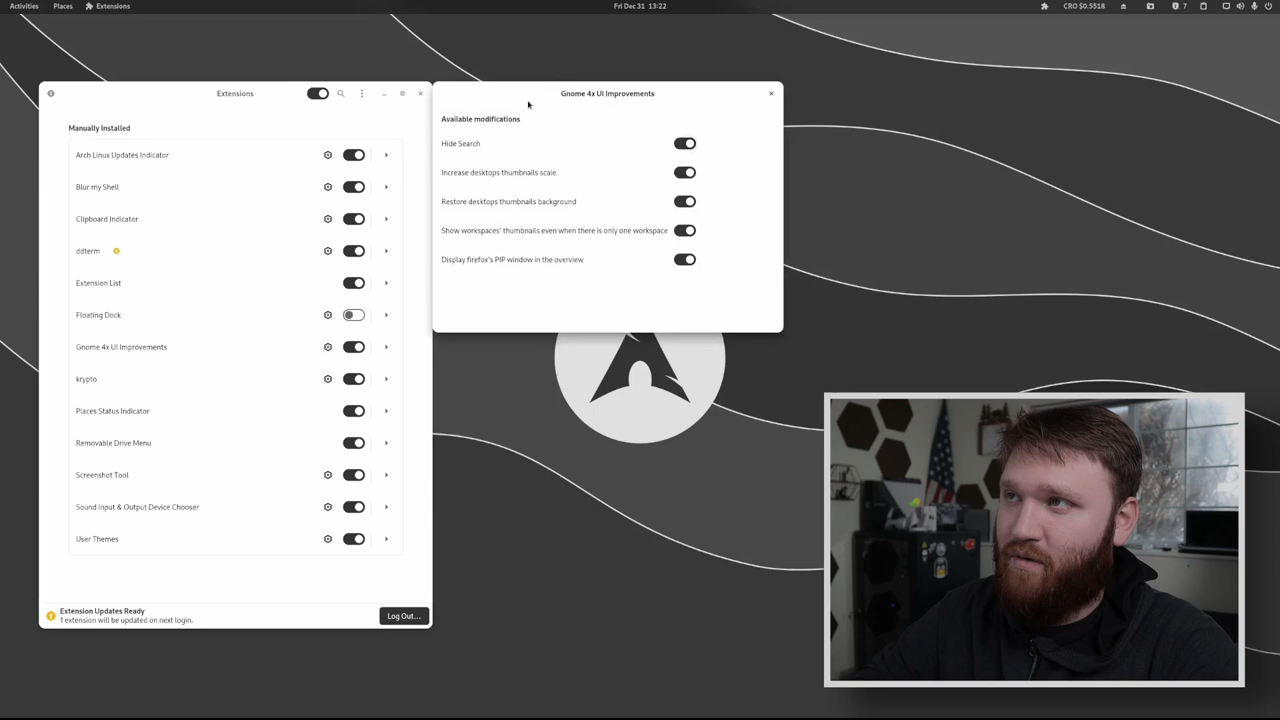 Activities Places Extensions Fri Dec 31 13:22 CRO $0.5518 7
Extensions
Manually Installed
Arch Linux Updates Indicator
Blur my Shell
Clipboard Indicator
ddterm
Extension List
Floating Dock
Gnome 4x UI Improvements
krypto
Places Status Indicator
Removable Drive Menu
Screenshot Tool
Sound Input & Output Device Chooser
User Themes
Extension Updates Ready
1 extension will be updated on next login.
Log Out...
Gnome 4x UI Improvements
Available modifications
Hide Search
Increase desktops thumbnails scale
Restore desktops thumbnails background
Show workspaces' thumbnails even when there is only one workspace
Display firefox's PIP window in the overview